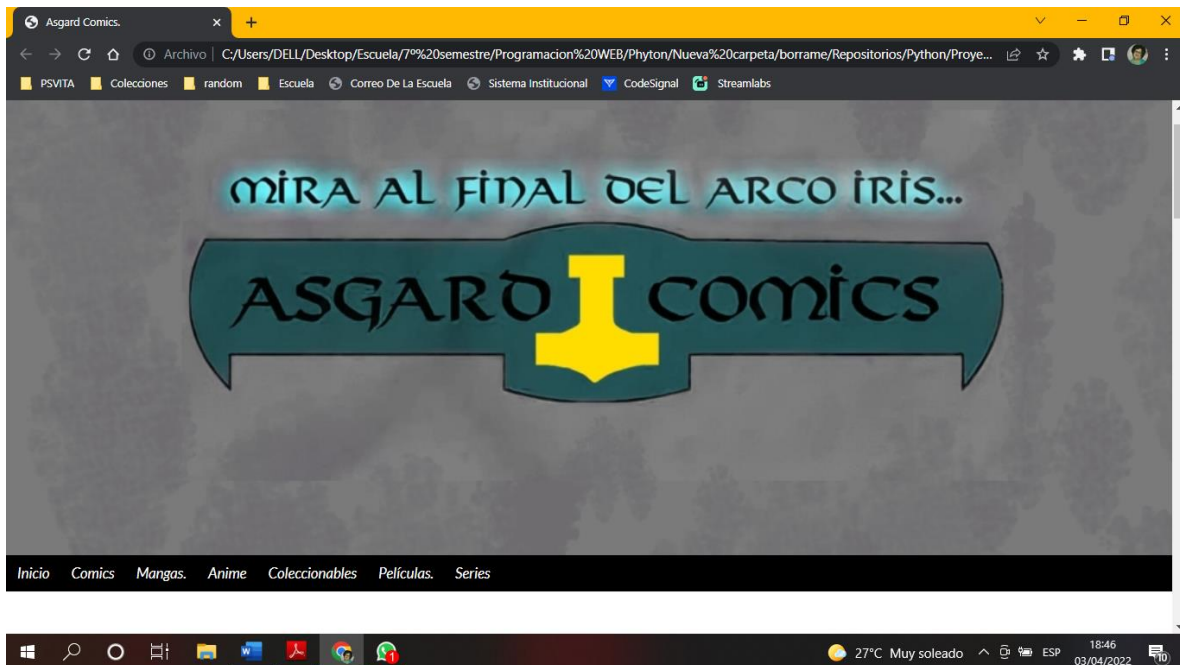 Asgard Comics.
Archivo | C:/Users/DELL/Desktop/Escuela/7º%20semestre/Programacion%20WEB/Phyton/Nueva%20carpeta/borrame/Repositorios/Python/Proye...
PSVITA Colecciones random Escuela Correo De La Escuela Sistema Institucional CodeSignal Streamlabs
MIRA AL FINAL DEL ARCO IRIS...
ASGARD COMICS
Inicio Comics Mangas. Anime Coleccionables Películas. Series
27°C Muy soleado ESP 18:46
03/04/2022
1
10